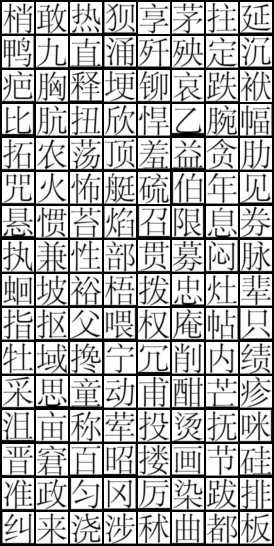 梢敢热狈享茅拄延
鸭九直涌歼殃定沉
疤胸释埂铆哀跌袱
比肮扭欣悍乙腕幅
拓农荡顶羞益贪肋
咒火怖艇硫伯年见
悬惯苔焰召限息券
执兼性部贯募闷脉
蛔坡裕梧拨忠灶辈
指抠父喂权庵帖只
牡域搀宁冗削内绩
采思童动甫酣芒疹
沮亩称荤投烫抚咪
晋窘百昭搂画节硅
准政匀冈厉染跋排
纠来浇涉秫曲都板